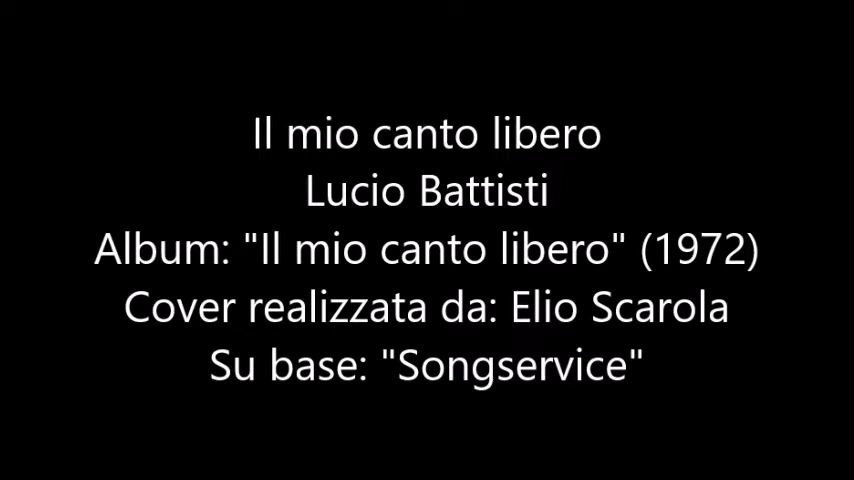 Il mio canto libero
Lucio Battisti
Album: "Il mio canto libero" (1972)
Cover realizzata da: Elio Scarola
Su base: "Songservice"